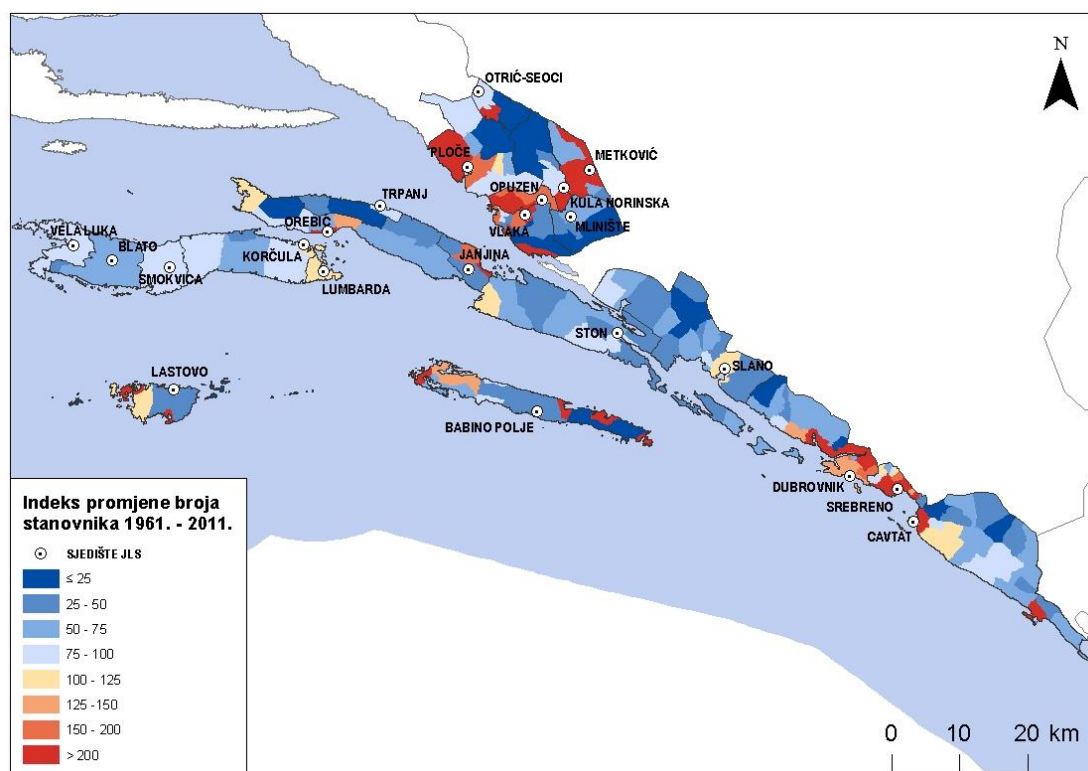 N
OTRIĆ-SEOCI
PLOČE
METKOVIĆ
OPUZEN
KULA NORINSKA
VLAKA
MLINIŠTE
TRPANJ
OREBIĆ
VELA LUKA
BLATO
SMOKVICA
KORČULA
LUMBARDA
JANJINA
STON
SLANO
LASTOVO
BABINO POLJE
DUBROVNIK
SREBRENO
CAVTAT
Indeks promjene broja
stanovnika 1961. - 2011.
SJEDIŠTE JLS
≤ 25
25 - 50
50 - 75
75 - 100
100 - 125
125 -150
150 - 200
> 200
0 10 20 km